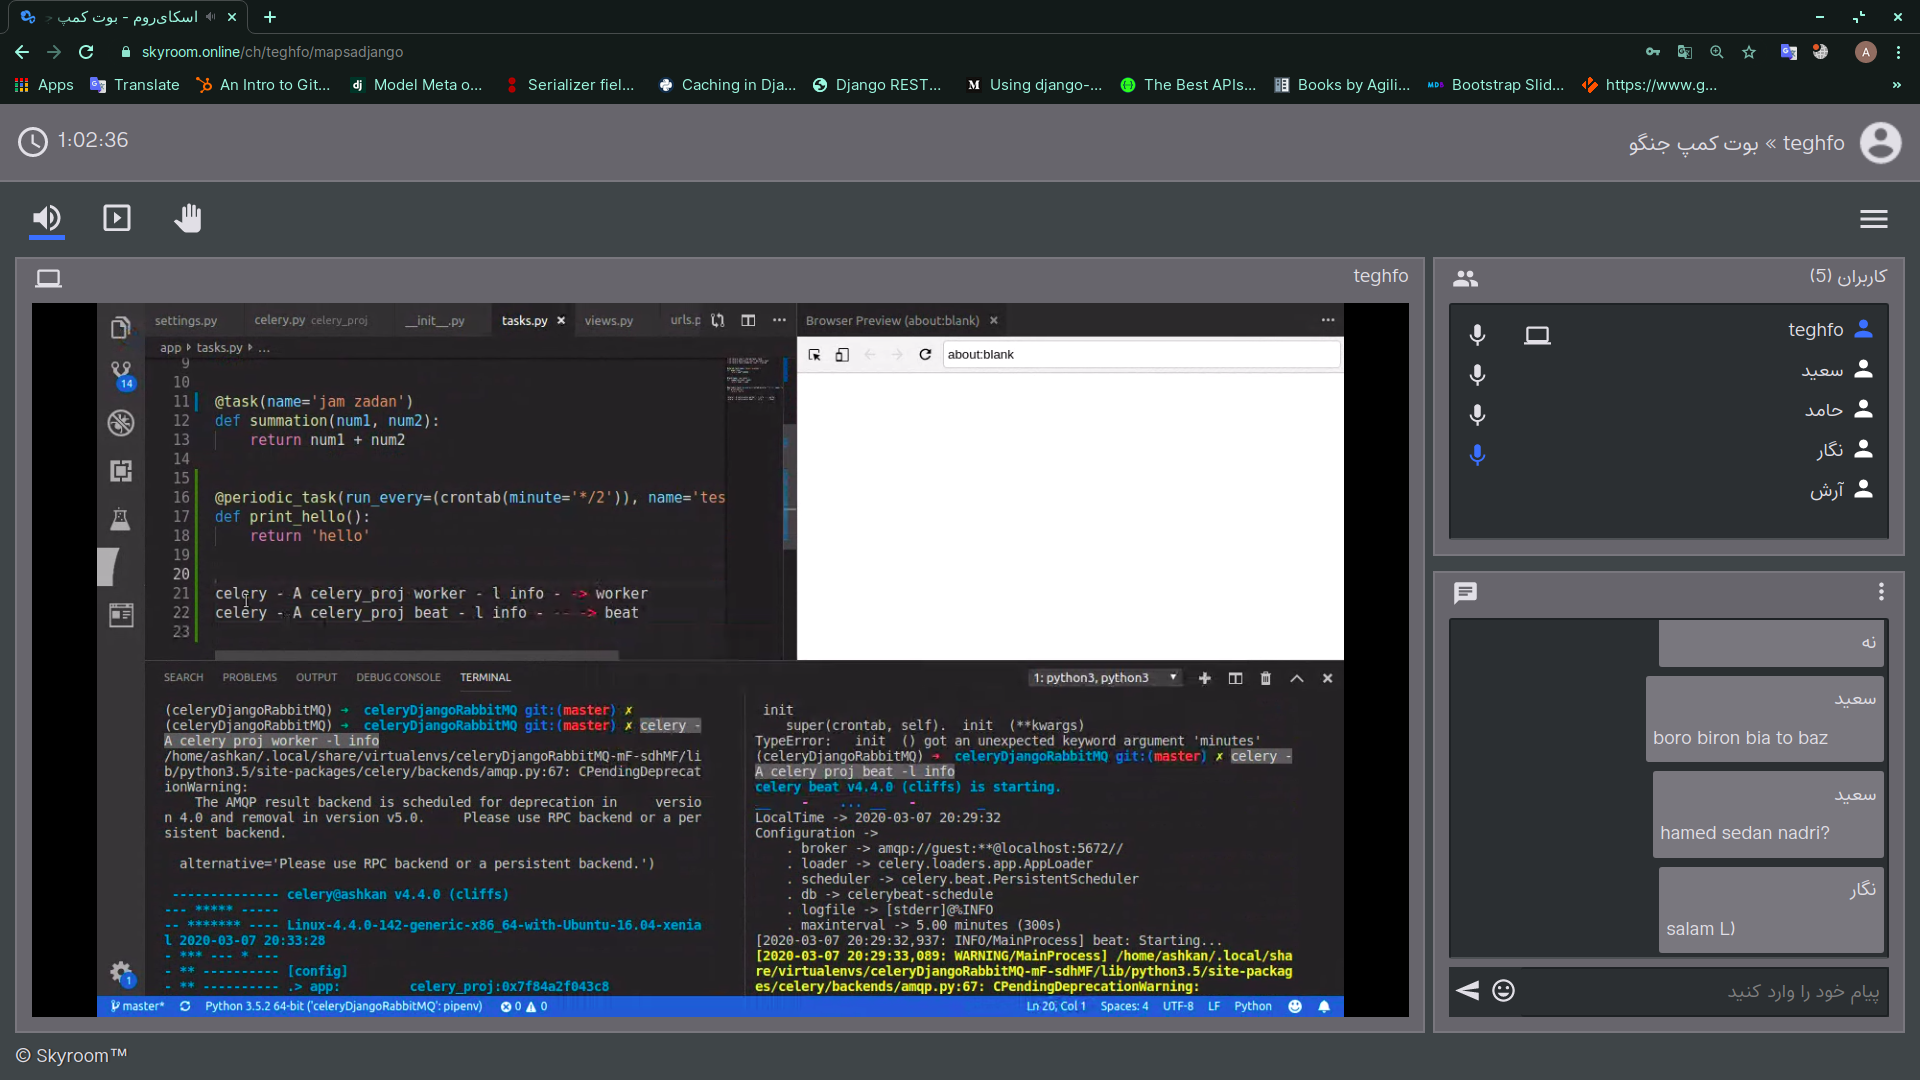 اسکای‌روم - بوت کمپ
skyroom.online/ch/teghfo/mapsadjango
A
Apps
Translate
An Intro to Git...
Model Meta o...
Serializer fiel...
Caching in Dja...
Django REST...
Using django-...
The Best APIs...
Books by Agili...
Bootstrap Slid...
https://www.g...
1:02:36
teghfo » بوت کمپ جنگو
teghfo
settings.py
celery.py celery_proj
__init__.py
tasks.py
views.py
urls.p
app › tasks.py › ...
9
10
11 @task(name='jam zadan')
12 def summation(num1, num2):
13 return num1 + num2
14
15
16 @periodic_task(run_every=(crontab(minute='*/2')), name='tes
17 def print_hello():
18 return 'hello'
19
20
21 celery - A celery_proj worker - l info - -> worker
22 celery - A celery_proj beat - l info - -- -> beat
23
Browser Preview (about:blank)
about:blank
SEARCH PROBLEMS OUTPUT DEBUG CONSOLE TERMINAL
1: python3, python3
(celeryDjangoRabbitMQ) ➜ celeryDjangoRabbitMQ git:(master) ✗
(celeryDjangoRabbitMQ) ➜ celeryDjangoRabbitMQ git:(master) ✗ celery -
A celery proj worker -l info
/home/ashkan/.local/share/virtualenvs/celeryDjangoRabbitMQ-mF-sdhMF/li
b/python3.5/site-packages/celery/backends/amqp.py:67: CPendingDeprecat
ionWarning:
The AMQP result backend is scheduled for deprecation in versio
n 4.0 and removal in version v5.0. Please use RPC backend or a per
sistent backend.
alternative='Please use RPC backend or a persistent backend.')
-------------- celery@ashkan v4.4.0 (cliffs)
--- ***** -----
-- ******* ---- Linux-4.4.0-142-generic-x86_64-with-Ubuntu-16.04-xenia
l 2020-03-07 20:33:28
- *** --- * ---
- ** ---------- [config]
- ** ---------- .> app: celery_proj:0x7f84a2f043c8
init
super(crontab, self). init (**kwargs)
TypeError: init () got an unexpected keyword argument 'minutes'
(celeryDjangoRabbitMQ) ➜ celeryDjangoRabbitMQ git:(master) ✗ celery -
A celery proj beat -l info
celery beat v4.4.0 (cliffs) is starting.
__ - ... __ - _
LocalTime -> 2020-03-07 20:29:32
Configuration ->
. broker -> amqp://guest:**@localhost:5672//
. loader -> celery.loaders.app.AppLoader
. scheduler -> celery.beat.PersistentScheduler
. db -> celerybeat-schedule
. logfile -> [stderr]@%INFO
. maxinterval -> 5.00 minutes (300s)
[2020-03-07 20:29:32,937: INFO/MainProcess] beat: Starting...
[2020-03-07 20:29:33,089: WARNING/MainProcess] /home/ashkan/.local/sha
re/virtualenvs/celeryDjangoRabbitMQ-mF-sdhMF/lib/python3.5/site-packag
es/celery/backends/amqp.py:67: CPendingDeprecationWarning:
14
1
master*
Python 3.5.2 64-bit ('celeryDjangoRabbitMQ': pipenv)
0 0
Ln 20, Col 1 Spaces: 4 UTF-8 LF Python
کاربران (5)
teghfo
سعید
حامد
نگار
آرش
نه
سعید
boro biron bia to baz
سعید
hamed sedan nadri?
نگار
salam L)
پیام خود را وارد کنید
© Skyroom™